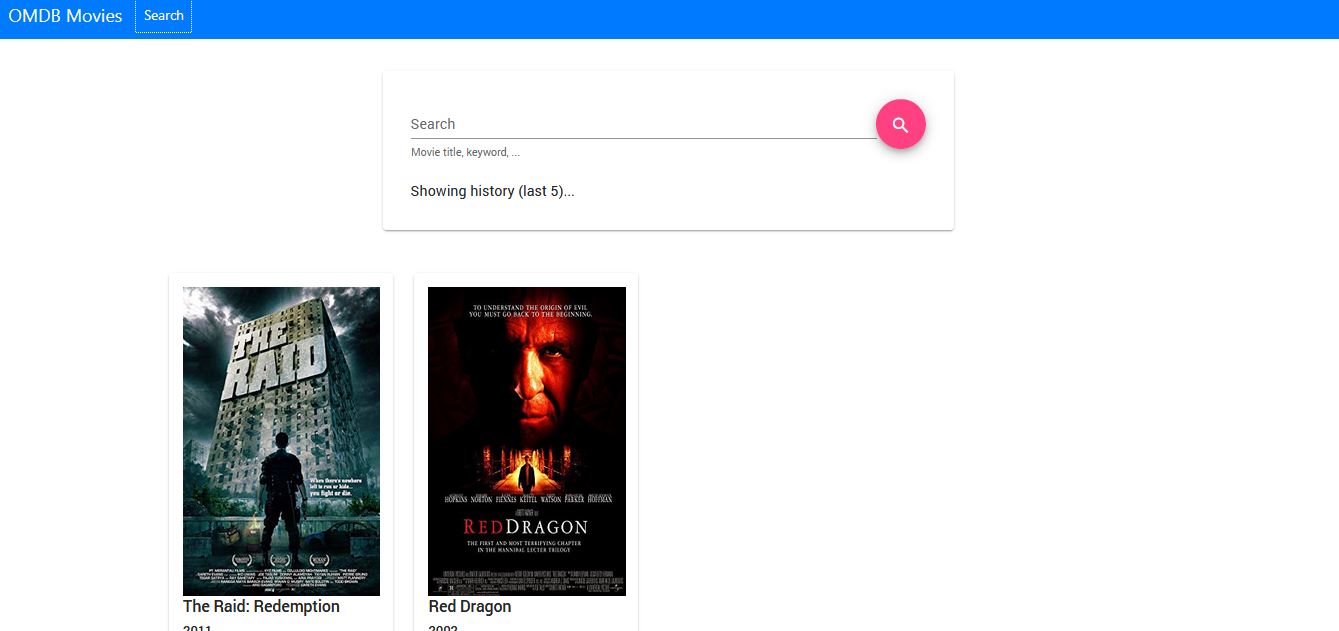 OMDB Movies Search
Search
Movie title, keyword, ...
Showing history (last 5)...
THE
RAID
When there's nowhere
left to run or hide...
you fight or die.
The Raid: Redemption
2011
TO UNDERSTAND THE ORIGIN OF EVIL,
YOU MUST GO BACK TO THE BEGINNING.
HOPKINS NORTON FIENNES KEITEL WATSON PARKER HOFFMAN
RED DRAGON
THE FIRST AND MOST TERRIFYING CHAPTER
IN THE HANNIBAL LECTER TRILOGY
Red Dragon
2002